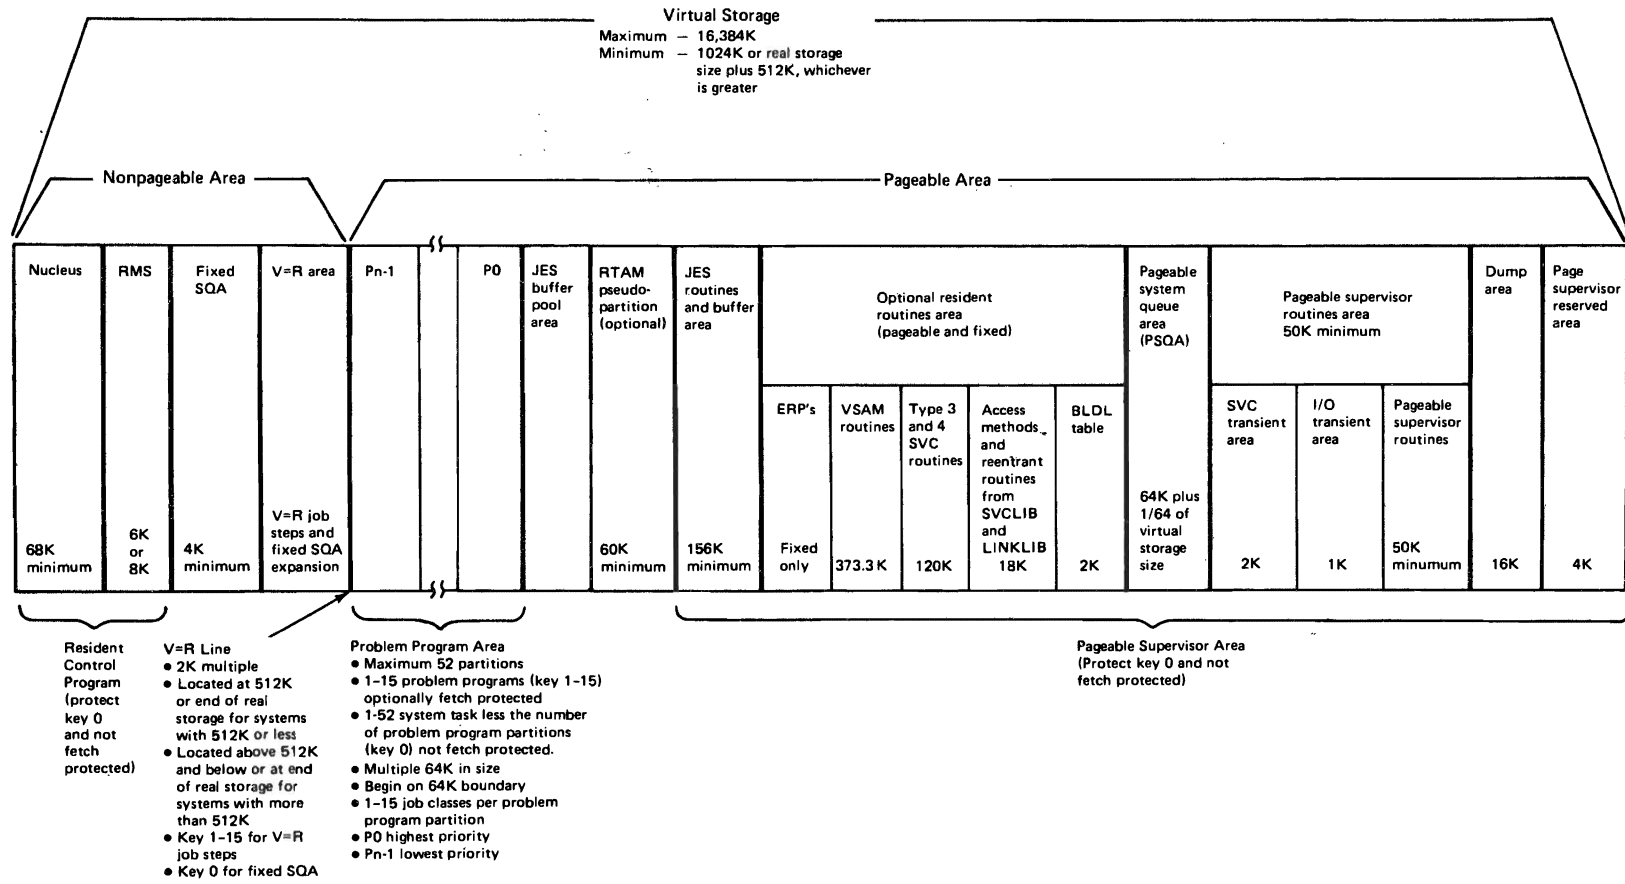 Virtual Storage
Maximum — 16,384K
Minimum — 1024K or real storage
size plus 512K, whichever
is greater
Nonpageable Area
Pageable Area
Nucleus
68K
minimum
RMS
6K
or
8K
Fixed
SQA
4K
minimum
V=R area
V=R job
steps and
fixed SQA
expansion
Pn-1
P0
JES
buffer
pool
area
RTAM
pseudo-
partition
(optional)
60K
minimum
JES
routines
and buffer
area
156K
minimum
Optional resident
routines area
(pageable and fixed)
ERP's
Fixed
only
VSAM
routines
373.3 K
Type 3
and 4
SVC
routines
120K
Access
methods
and
reentrant
routines
from
SVCLIB
and
LINKLIB
18K
BLDL
table
2K
Pageable
system
queue
area
(PSQA)
64K plus
1/64 of
virtual
storage
size
Pageable supervisor
routines area
50K minimum
SVC
transient
area
2K
I/O
transient
area
1K
Pageable
supervisor
routines
50K
minumum
Dump
area
16K
Page
supervisor
reserved
area
4K
Resident
Control
Program
(protect
key 0
and not
fetch
protected)
V=R Line
● 2K multiple
● Located at 512K
or end of real
storage for systems
with 512K or less
● Located above 512K
and below or at end
of real storage for
systems with more
than 512K
● Key 1-15 for V=R
job steps
● Key 0 for fixed SQA
Problem Program Area
● Maximum 52 partitions
● 1-15 problem programs (key 1-15)
optionally fetch protected
● 1-52 system task less the number
of problem program partitions
(key 0) not fetch protected.
● Multiple 64K in size
● Begin on 64K boundary
● 1-15 job classes per problem
program partition
● P0 highest priority
● Pn-1 lowest priority
Pageable Supervisor Area
(Protect key 0 and not
fetch protected)